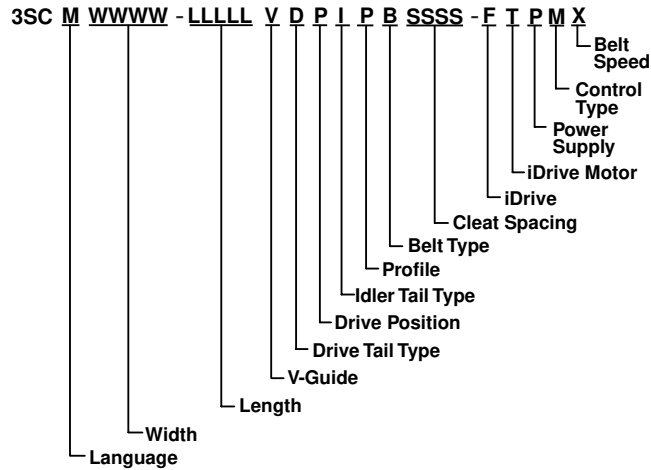 3SC M WWWW - LLLLL V D P I P B SSSS - F T P M X
Belt
Speed
Control
Type
Power
Supply
iDrive Motor
iDrive
Cleat Spacing
Belt Type
Profile
Idler Tail Type
Drive Position
Drive Tail Type
V-Guide
Length
Width
Language